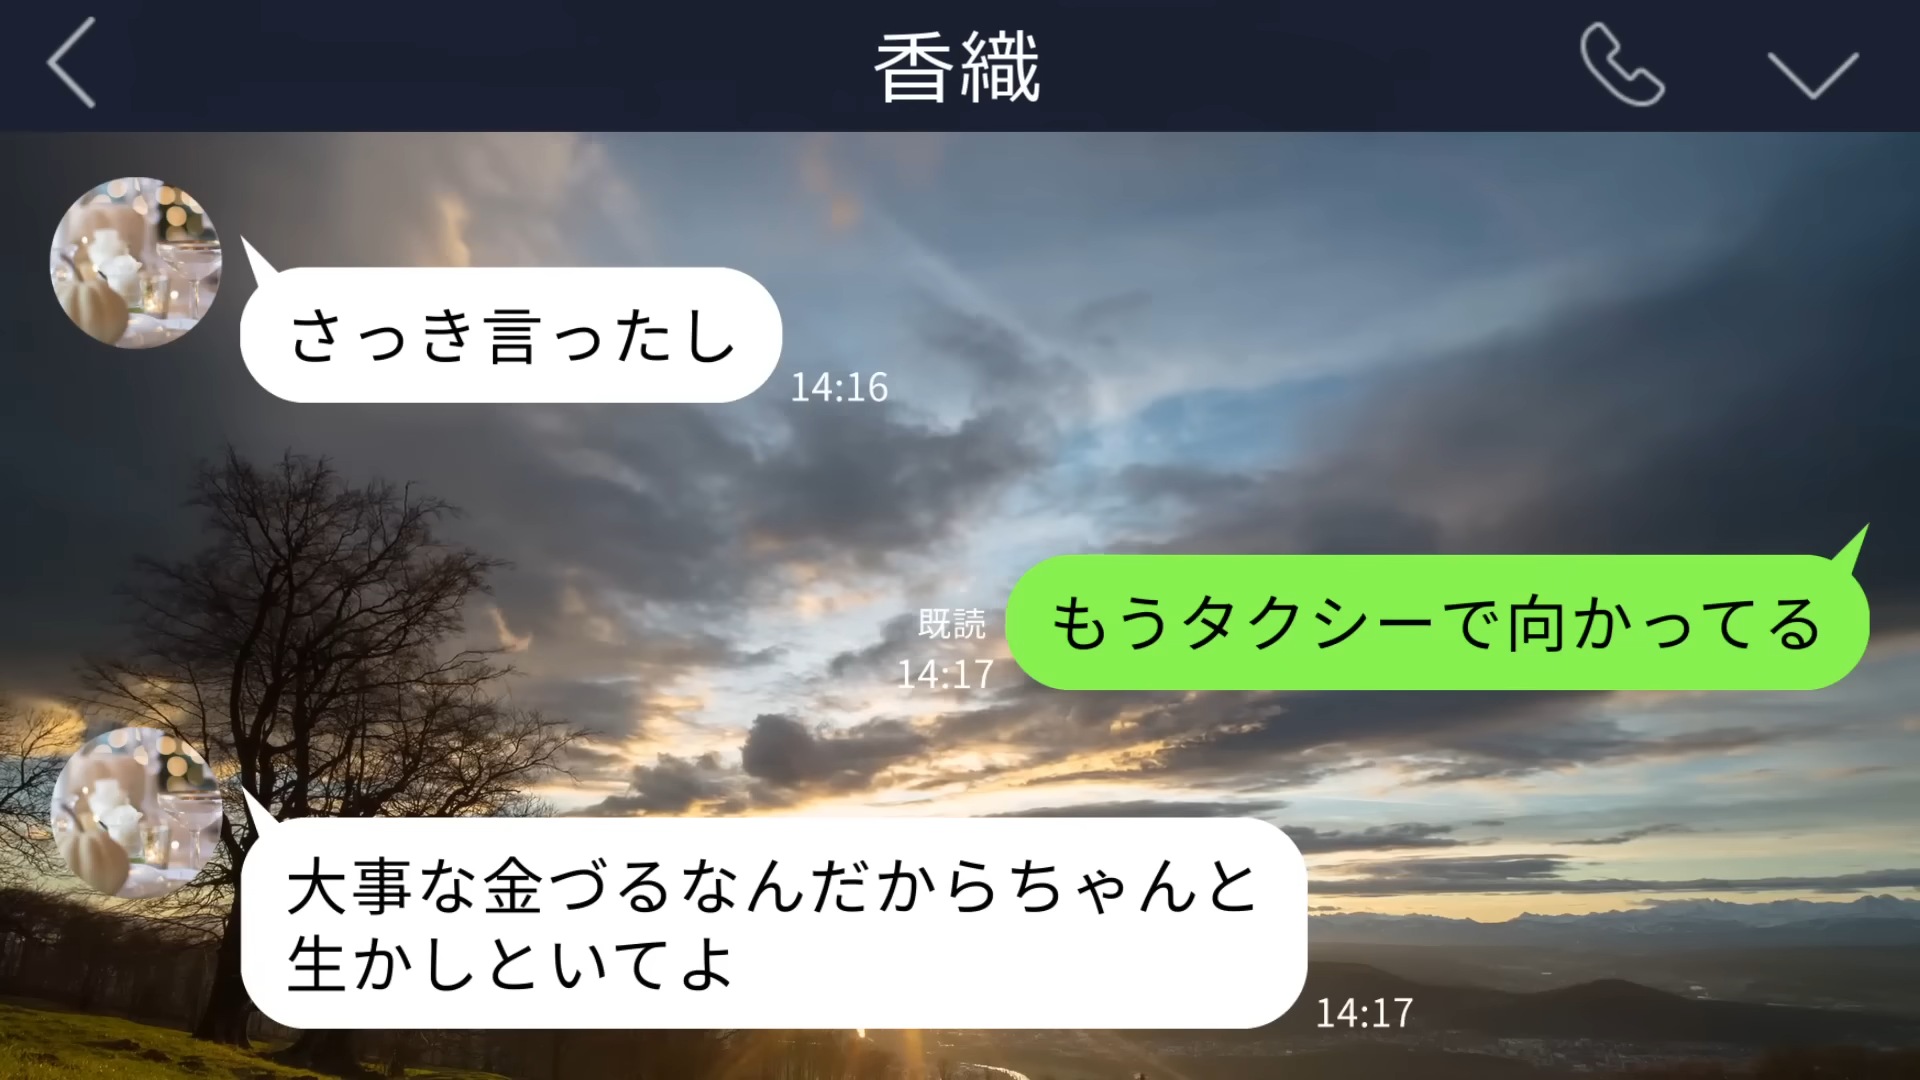 香織
さっき言ったし
14:16
もうタクシーで向かってる
既読
14:17
大事な金づるなんだからちゃんと
生かしといてよ
14:17